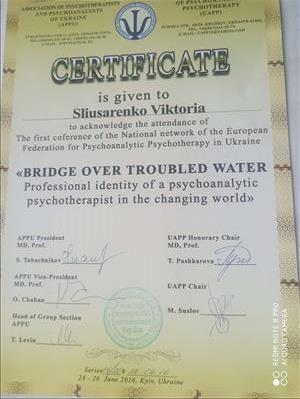 ASSOCIATION OF PSYCHOTHERAPISTS
AND PSYCHOANALYSTS
OF UKRAINE
(APPU)
PSYCHOTHERAPY
(UAPP)
CERTIFICATE
is given to
Sliusarenko Viktoria
to acknowledge the attendance of
The first coference of the National network of the European
Federation for Psychoanalytic Psychotherapy in Ukraine
«BRIDGE OVER TROUBLED WATER
Professional identity of a psychoanalytic
psychotherapist in the changing world»
APPU President
MD, Prof.
S. Tabachnikov
UAPP Honorary Chair
MD, Prof.
T. Pushkarova
APPU Vice-President
MD, Prof.
O. Chaban
UAPP Chair
M. Suslov
Head of Group Section
APPU
T. Levin
Series
24 - 26 June 2016, Kyiv, Ukraine
REDMI NOTE 8 PRO
AI QUAD CAMERA